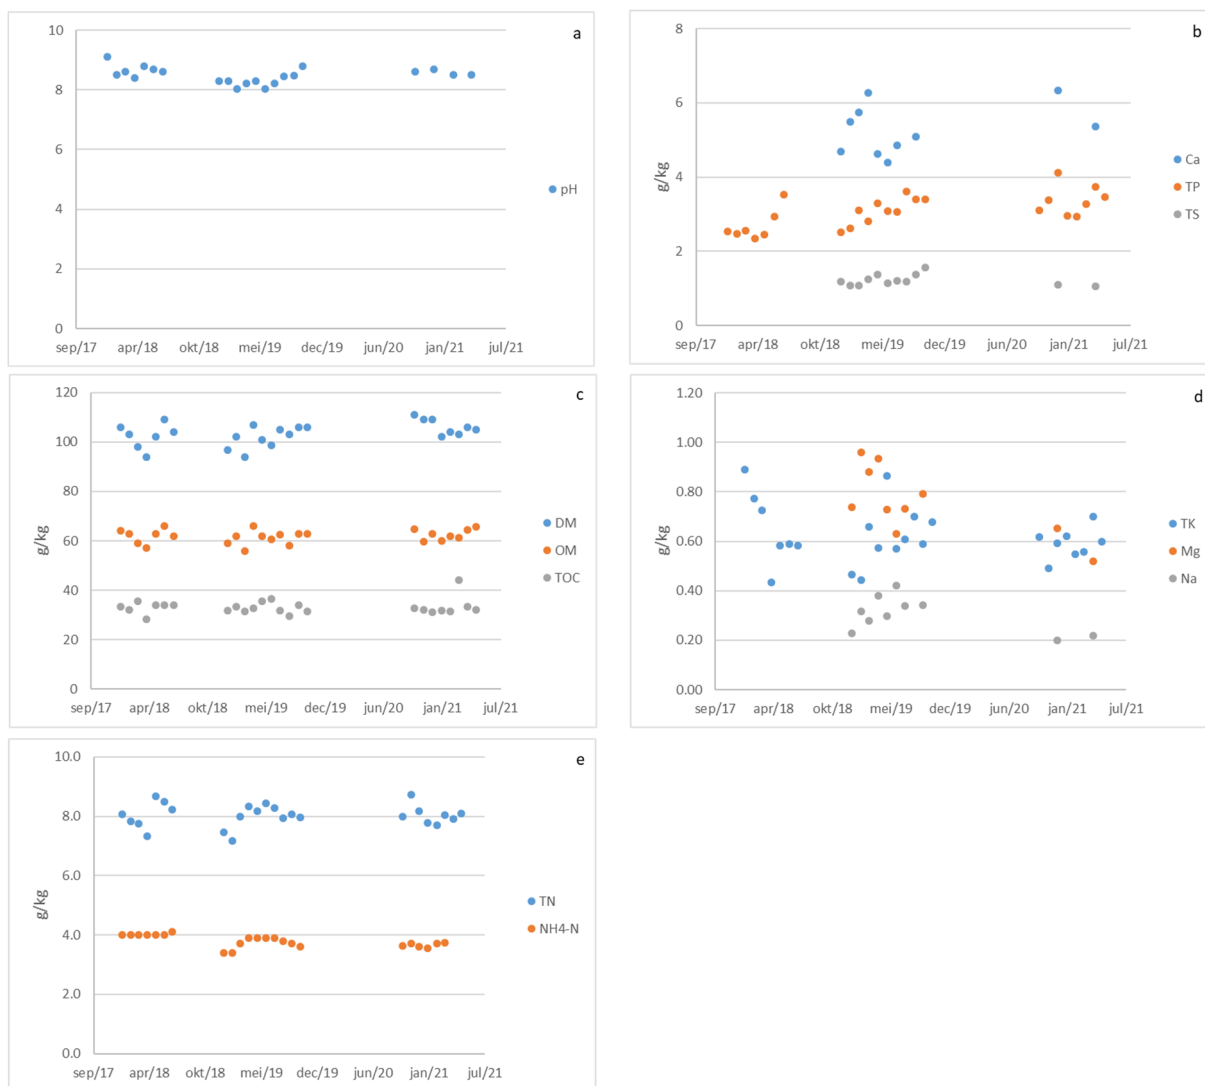 a
10
8
6
4
2
0
sep/17 apr/18 okt/18 mei/19 dec/19 jun/20 jan/21 jul/21
pH
b
g/kg
8
6
4
2
0
sep/17 apr/18 okt/18 mei/19 dec/19 jun/20 jan/21 jul/21
Ca
TP
TS
c
g/kg
120
100
80
60
40
20
0
sep/17 apr/18 okt/18 mei/19 dec/19 jun/20 jan/21 jul/21
DM
OM
TOC
d
g/kg
1.20
1.00
0.80
0.60
0.40
0.20
0.00
sep/17 apr/18 okt/18 mei/19 dec/19 jun/20 jan/21 jul/21
TK
Mg
Na
e
g/kg
10.0
8.0
6.0
4.0
2.0
0.0
sep/17 apr/18 okt/18 mei/19 dec/19 jun/20 jan/21 jul/21
TN
NH4-N